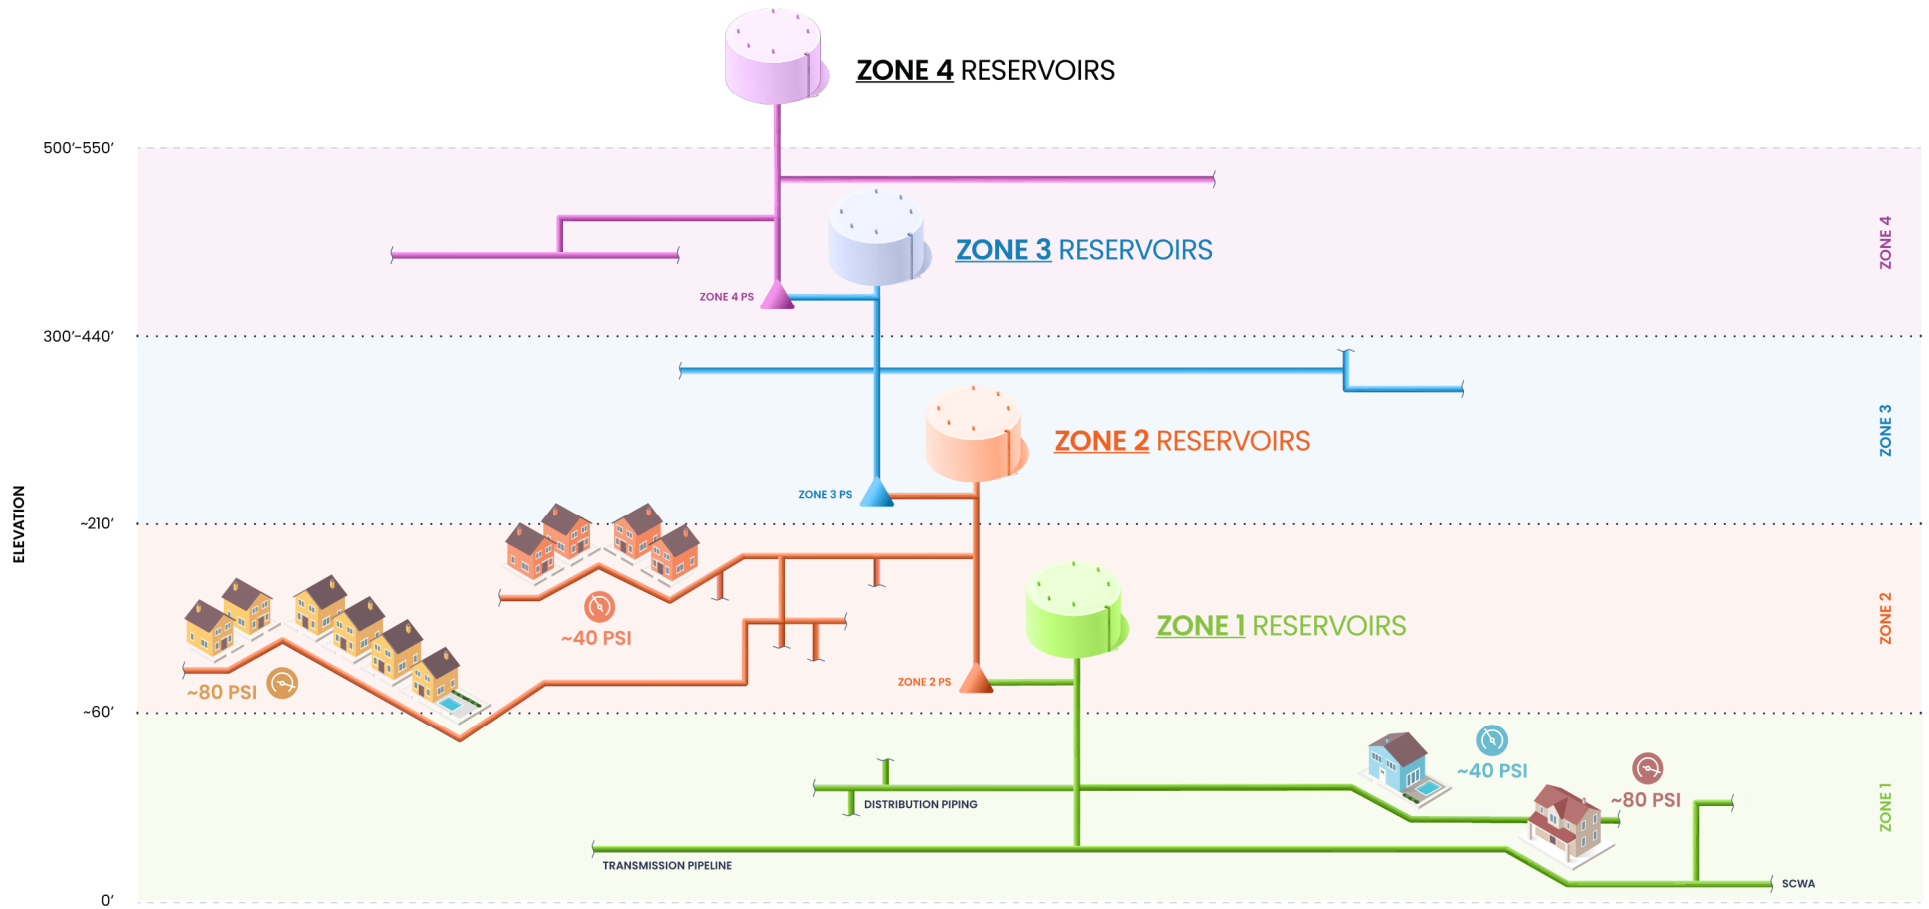 ZONE 4 RESERVOIRS
500'-550'
ZONE 4
ZONE 3 RESERVOIRS
ZONE 4 PS
300'-440'
ZONE 3
ZONE 2 RESERVOIRS
ZONE 3 PS
ELEVATION
~210'
ZONE 2
~40 PSI
ZONE 1 RESERVOIRS
~80 PSI
ZONE 2 PS
~60'
~40 PSI
~80 PSI
ZONE 1
DISTRIBUTION PIPING
TRANSMISSION PIPELINE
SCWA
0'